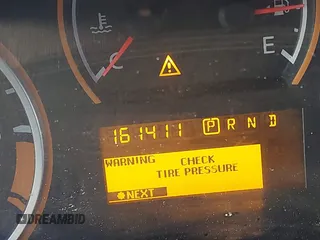 C E
161411 P R N D
WARNING CHECK
TIRE PRESSURE
NEXT
DREAMBID